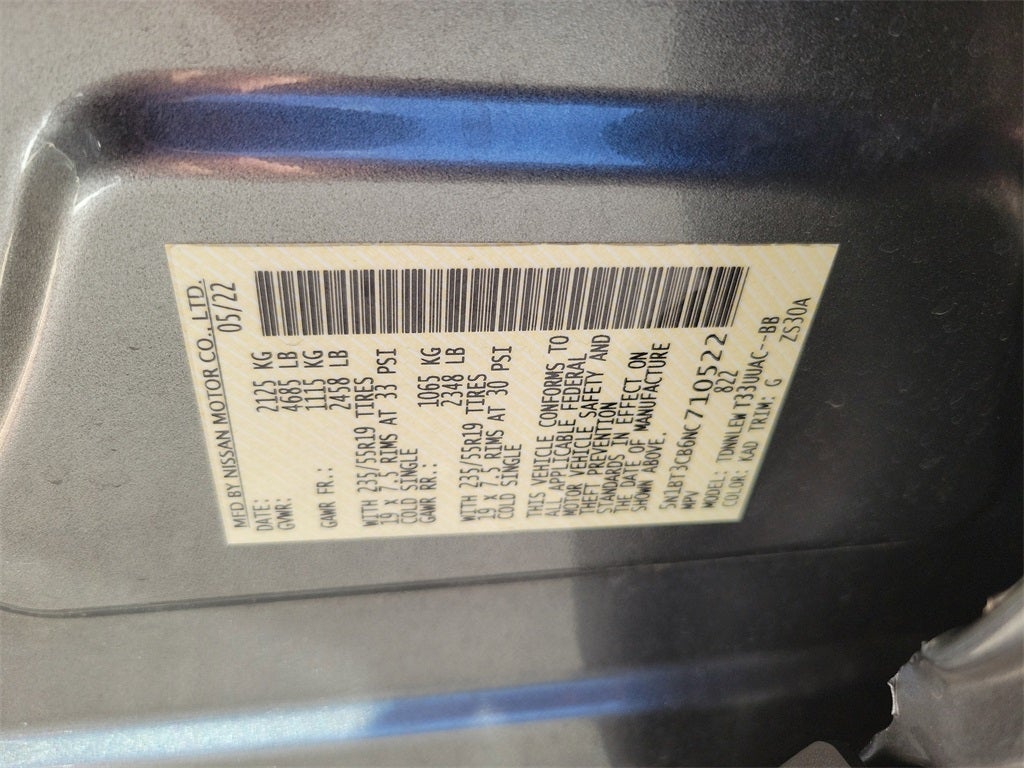 MFD BY NISSAN MOTOR CO., LTD.
DATE: 05/22
GVWR: 2125 KG
4685 LB
GAWR FR.: 1115 KG
2458 LB
WITH 235/55R19 TIRES
19 X 7.5 RIMS AT 33 PSI
COLD SINGLE
GAWR RR.: 1065 KG
2348 LB
WITH 235/55R19 TIRES
19 X 7.5 RIMS AT 30 PSI
COLD SINGLE
THIS VEHICLE CONFORMS TO
ALL APPLICABLE FEDERAL
MOTOR VEHICLE SAFETY AND
THEFT PREVENTION
STANDARDS IN EFFECT ON
THE DATE OF MANUFACTURE
SHOWN ABOVE.
5N1BT3CB6NC710522
MPV 822
MODEL: TDNNLEWT33UUAC--BB
COLOR: KAD TRIM: G ZS30A